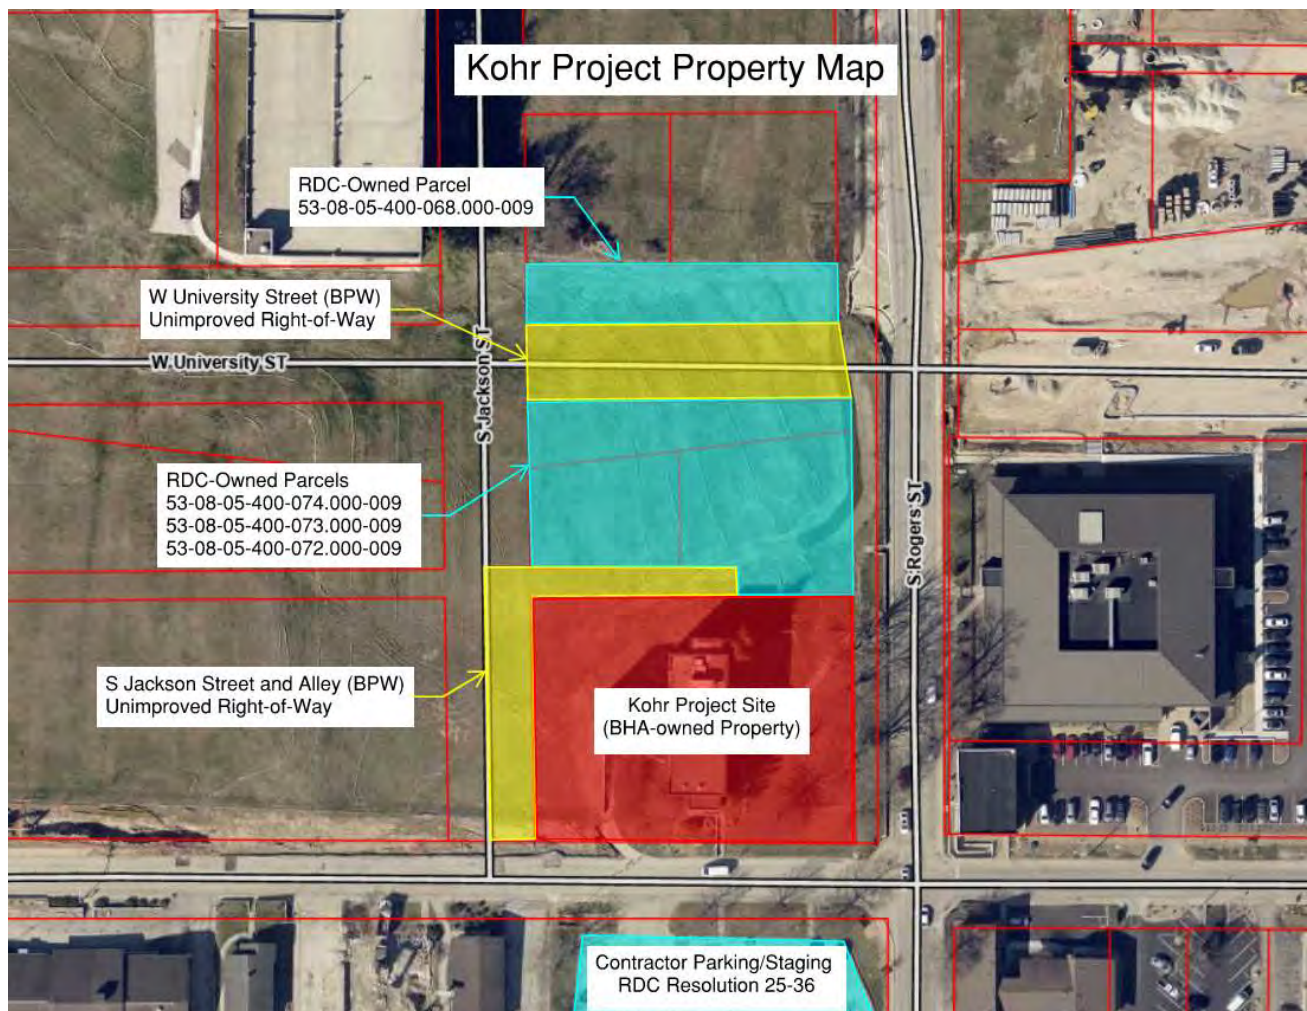 Kohr Project Property Map
RDC-Owned Parcel
53-08-05-400-068.000-009
W University Street (BPW)
Unimproved Right-of-Way
W University ST
S Jackson ST
RDC-Owned Parcels
53-08-05-400-074.000-009
53-08-05-400-073.000-009
53-08-05-400-072.000-009
S Rogers ST
S Jackson Street and Alley (BPW)
Unimproved Right-of-Way
Kohr Project Site
(BHA-owned Property)
Contractor Parking/Staging
RDC Resolution 25-36